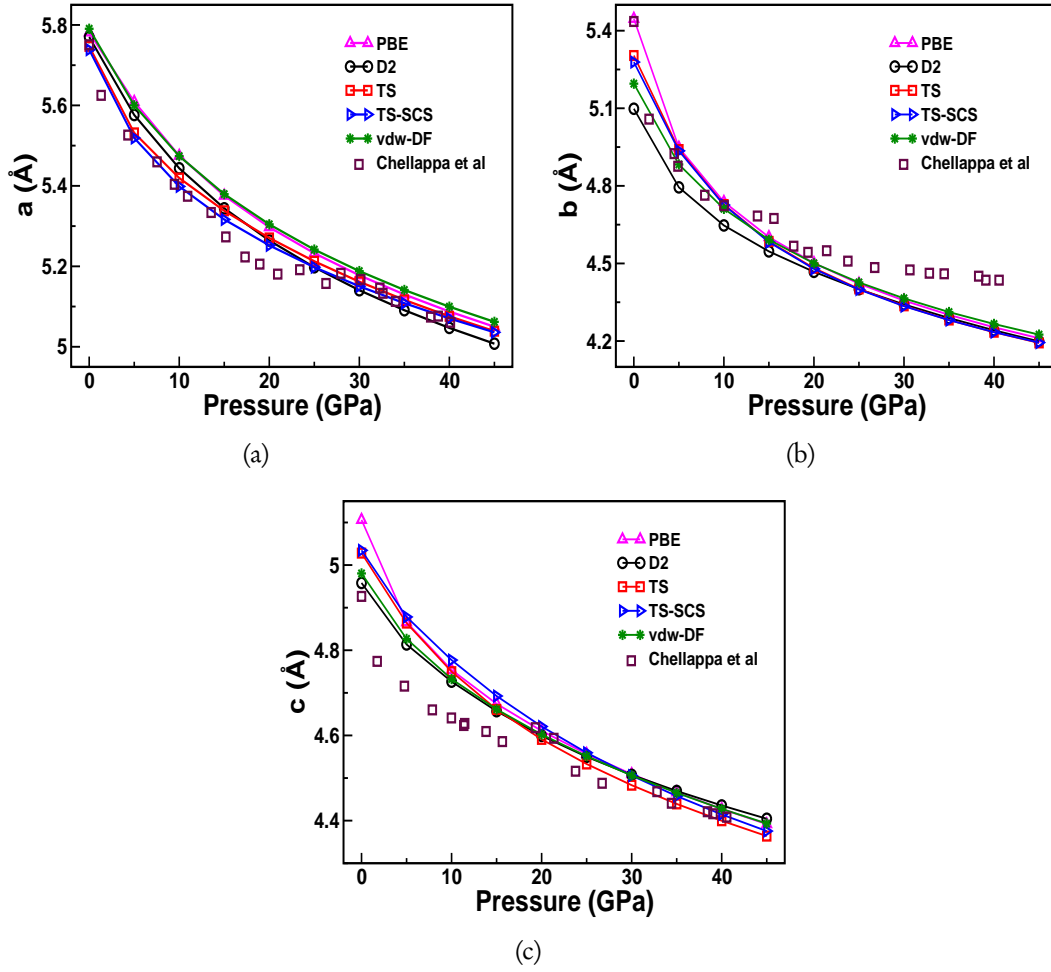 5.8
5.6
5.4
5.2
5
a (Å)
PBE
D2
TS
TS-SCS
vdw-DF
Chellappa et al
0 10 20 30 40
Pressure (GPa)
(a)
5.4
5.1
4.8
4.5
4.2
b (Å)
PBE
D2
TS
TS-SCS
vdw-DF
Chellappa et al
0 10 20 30 40
Pressure (GPa)
(b)
5
4.8
4.6
4.4
c (Å)
PBE
D2
TS
TS-SCS
vdw-DF
Chellappa et al
0 10 20 30 40
Pressure (GPa)
(c)